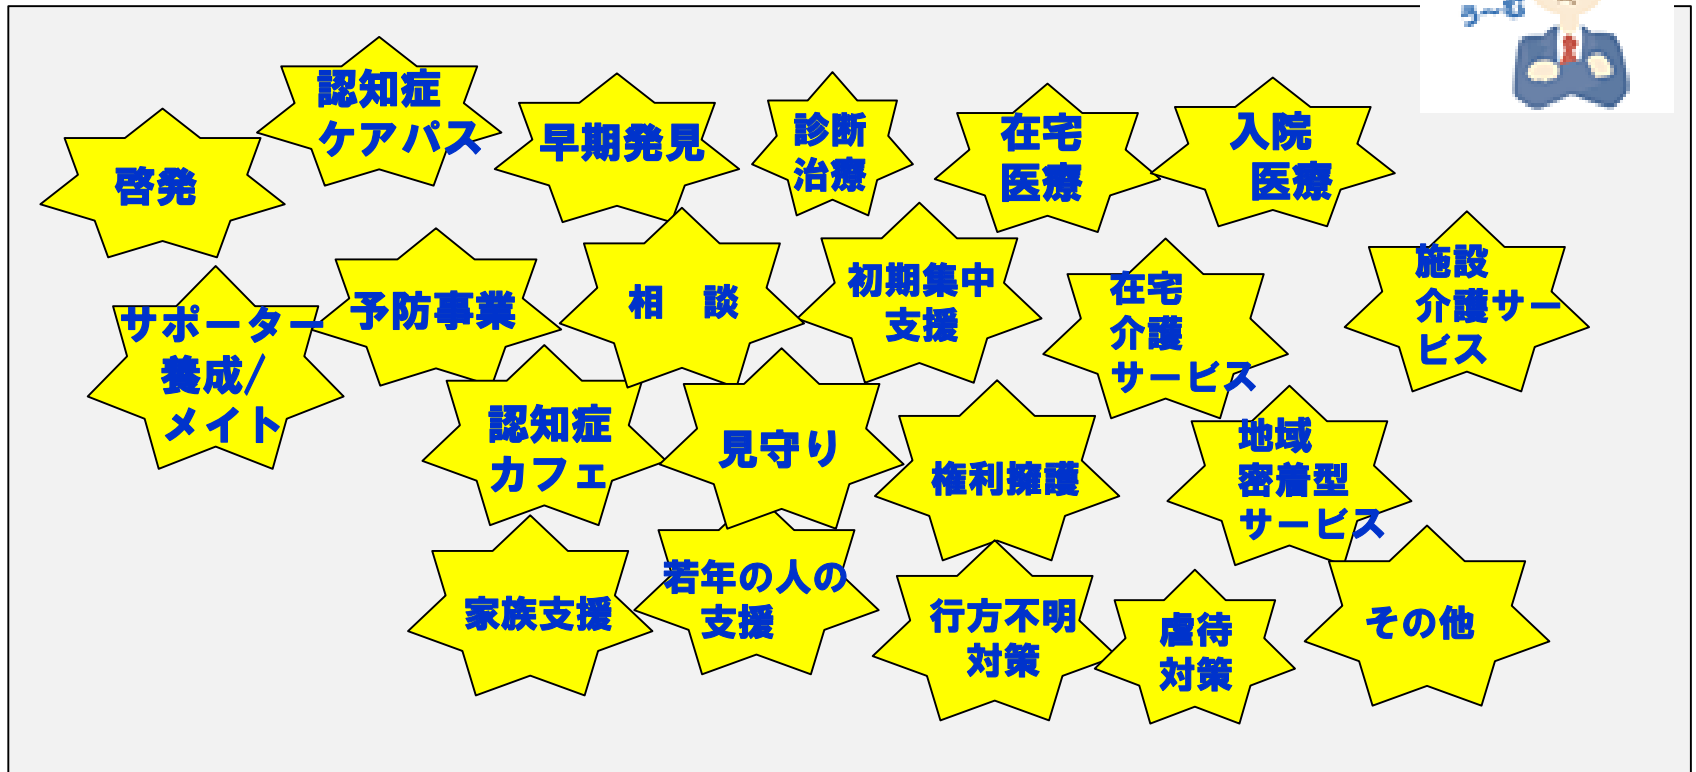 うーむ
認知症
ケアパス
早期発見
診断
治療
在宅
医療
入院
医療
啓発
サポーター
養成/
メイト
予防事業
相　談
初期集中
支援
在宅
介護
サービス
施設
介護サー
ビス
認知症
カフェ
見守り
権利擁護
地域
密着型
サービス
家族支援
若年の人の
支援
行方不明
対策
虐待
対策
その他